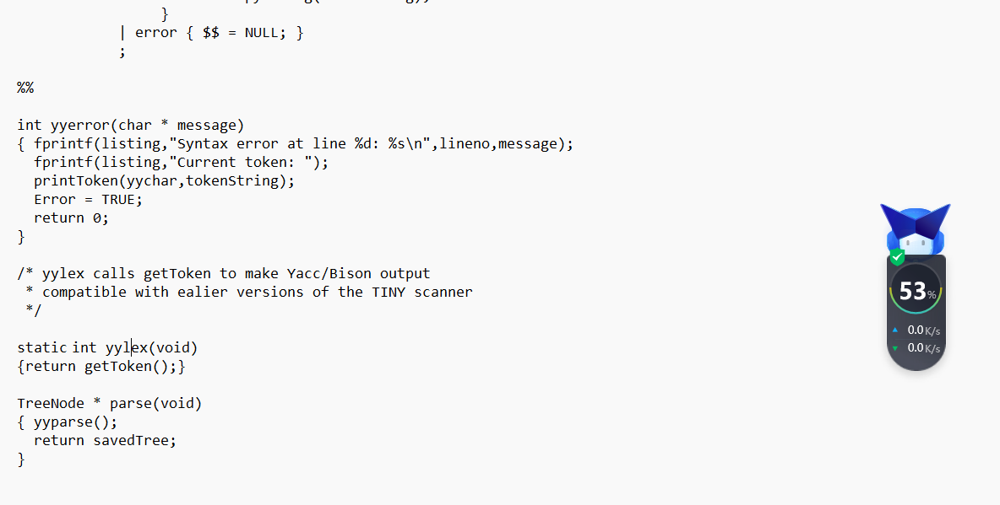 }
| error { $$ = NULL; }
;
%%
int yyerror(char * message)
{ fprintf(listing,"Syntax error at line %d: %s\n",lineno,message);
fprintf(listing,"Current token: ");
printToken(yychar,tokenString);
Error = TRUE;
return 0;
}
/* yylex calls getToken to make Yacc/Bison output
* compatible with ealier versions of the TINY scanner
*/
static int yylex(void)
{return getToken();}
TreeNode * parse(void)
{ yyparse();
return savedTree;
}
53%
0.0K/s
0.0K/s